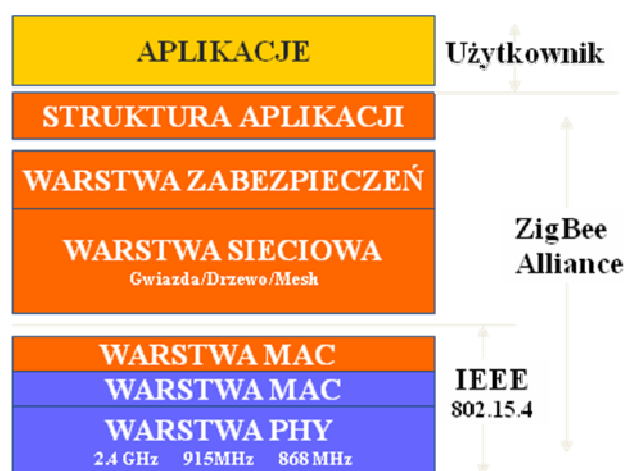 APLIKACJE
Użytkownik
STRUKTURA APLIKACJI
WARSTWA ZABEZPIECZEŃ
WARSTWA SIECIOWA
Gwiazda/Drzewo/Mesh
ZigBee
Alliance
WARSTWA MAC
WARSTWA MAC
WARSTWA PHY
2.4 GHz 915MHz 868 MHz
IEEE
802.15.4